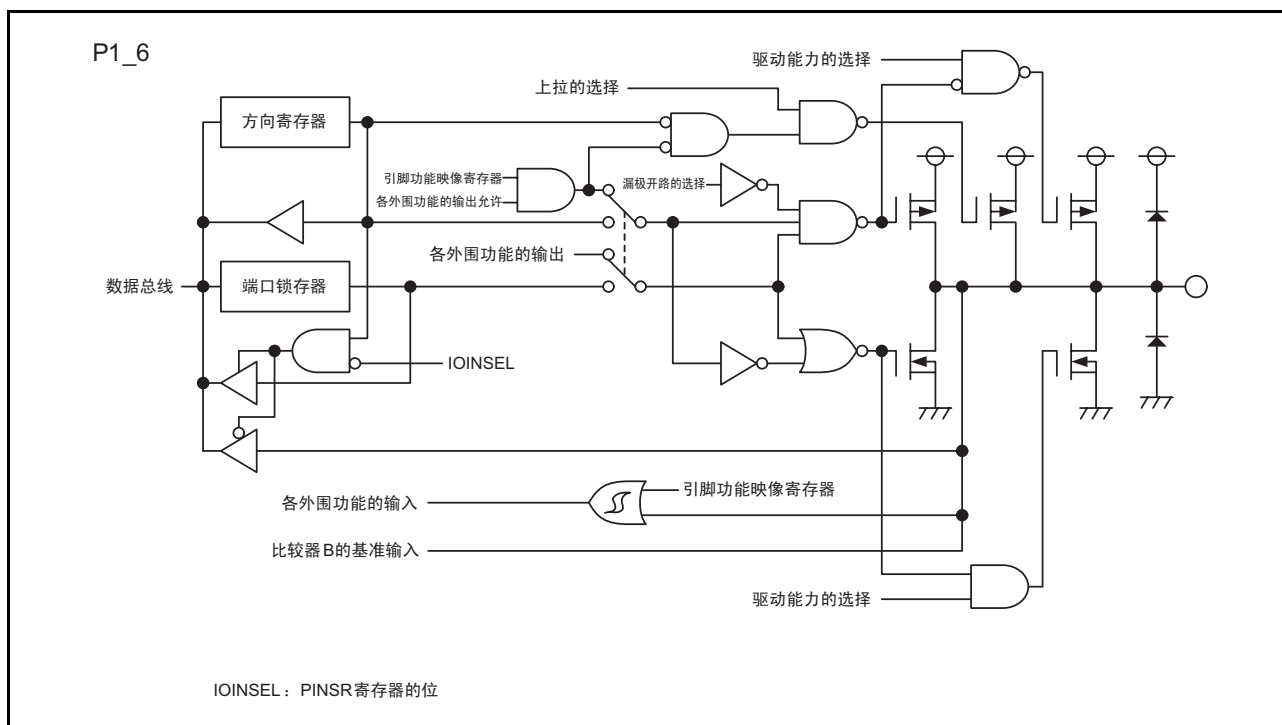 P1_6
驱动能力的选择
上拉的选择
方向寄存器
引脚功能映像寄存器
漏极开路的选择
各外围功能的输出允许
各外围功能的输出
数据总线
端口锁存器
IOINSEL
引脚功能映像寄存器
各外围功能的输入
比较器B的基准输入
驱动能力的选择
IOINSEL：PINSR寄存器的位